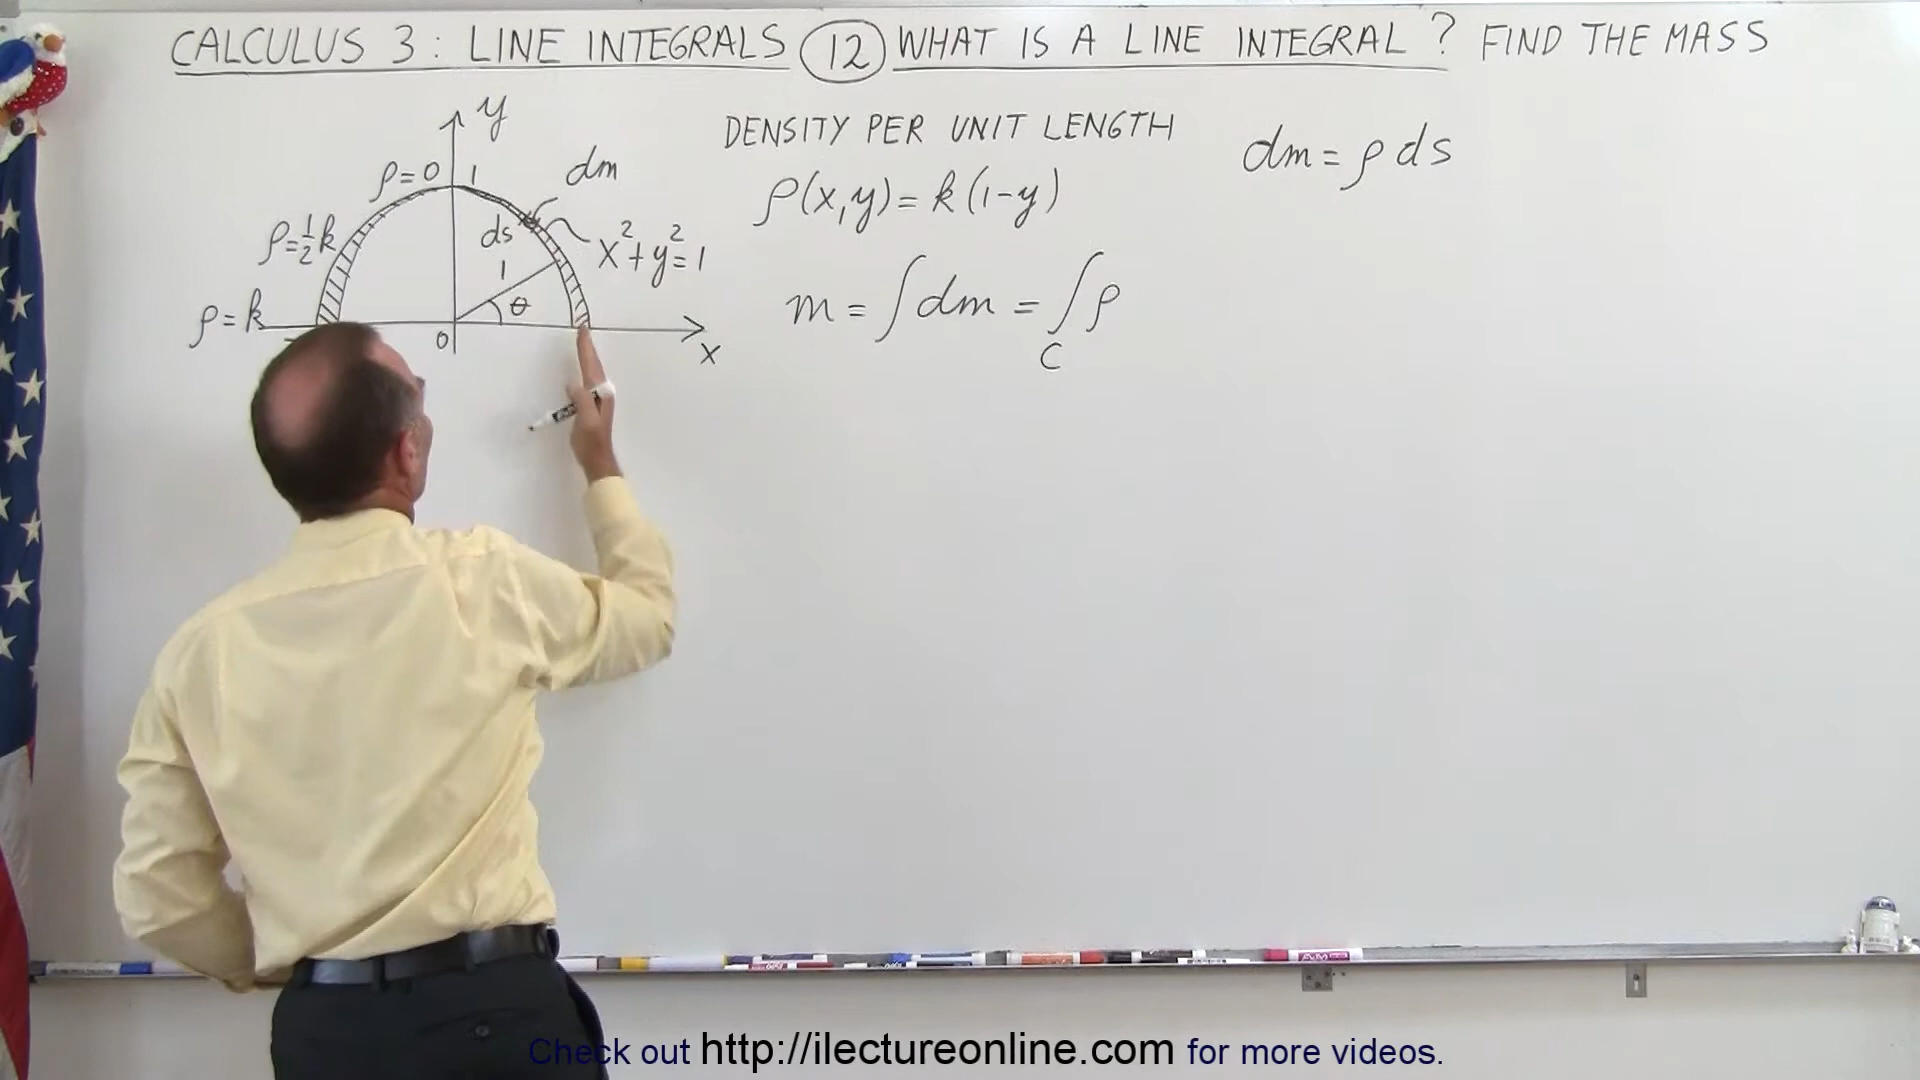 CALCULUS 3: LINE INTEGRALS 12 WHAT IS A LINE INTEGRAL? FIND THE MASS
y
DENSITY PER UNIT LENGTH
dm = ρ ds
ρ=0
1
dm
ρ(x,y) = k(1-y)
ρ=½k
ds
x²+y²=1
1
θ
m = ∫dm = ∫ρ
C
ρ=k
0
x
Check out http://ilectureonline.com for more videos.